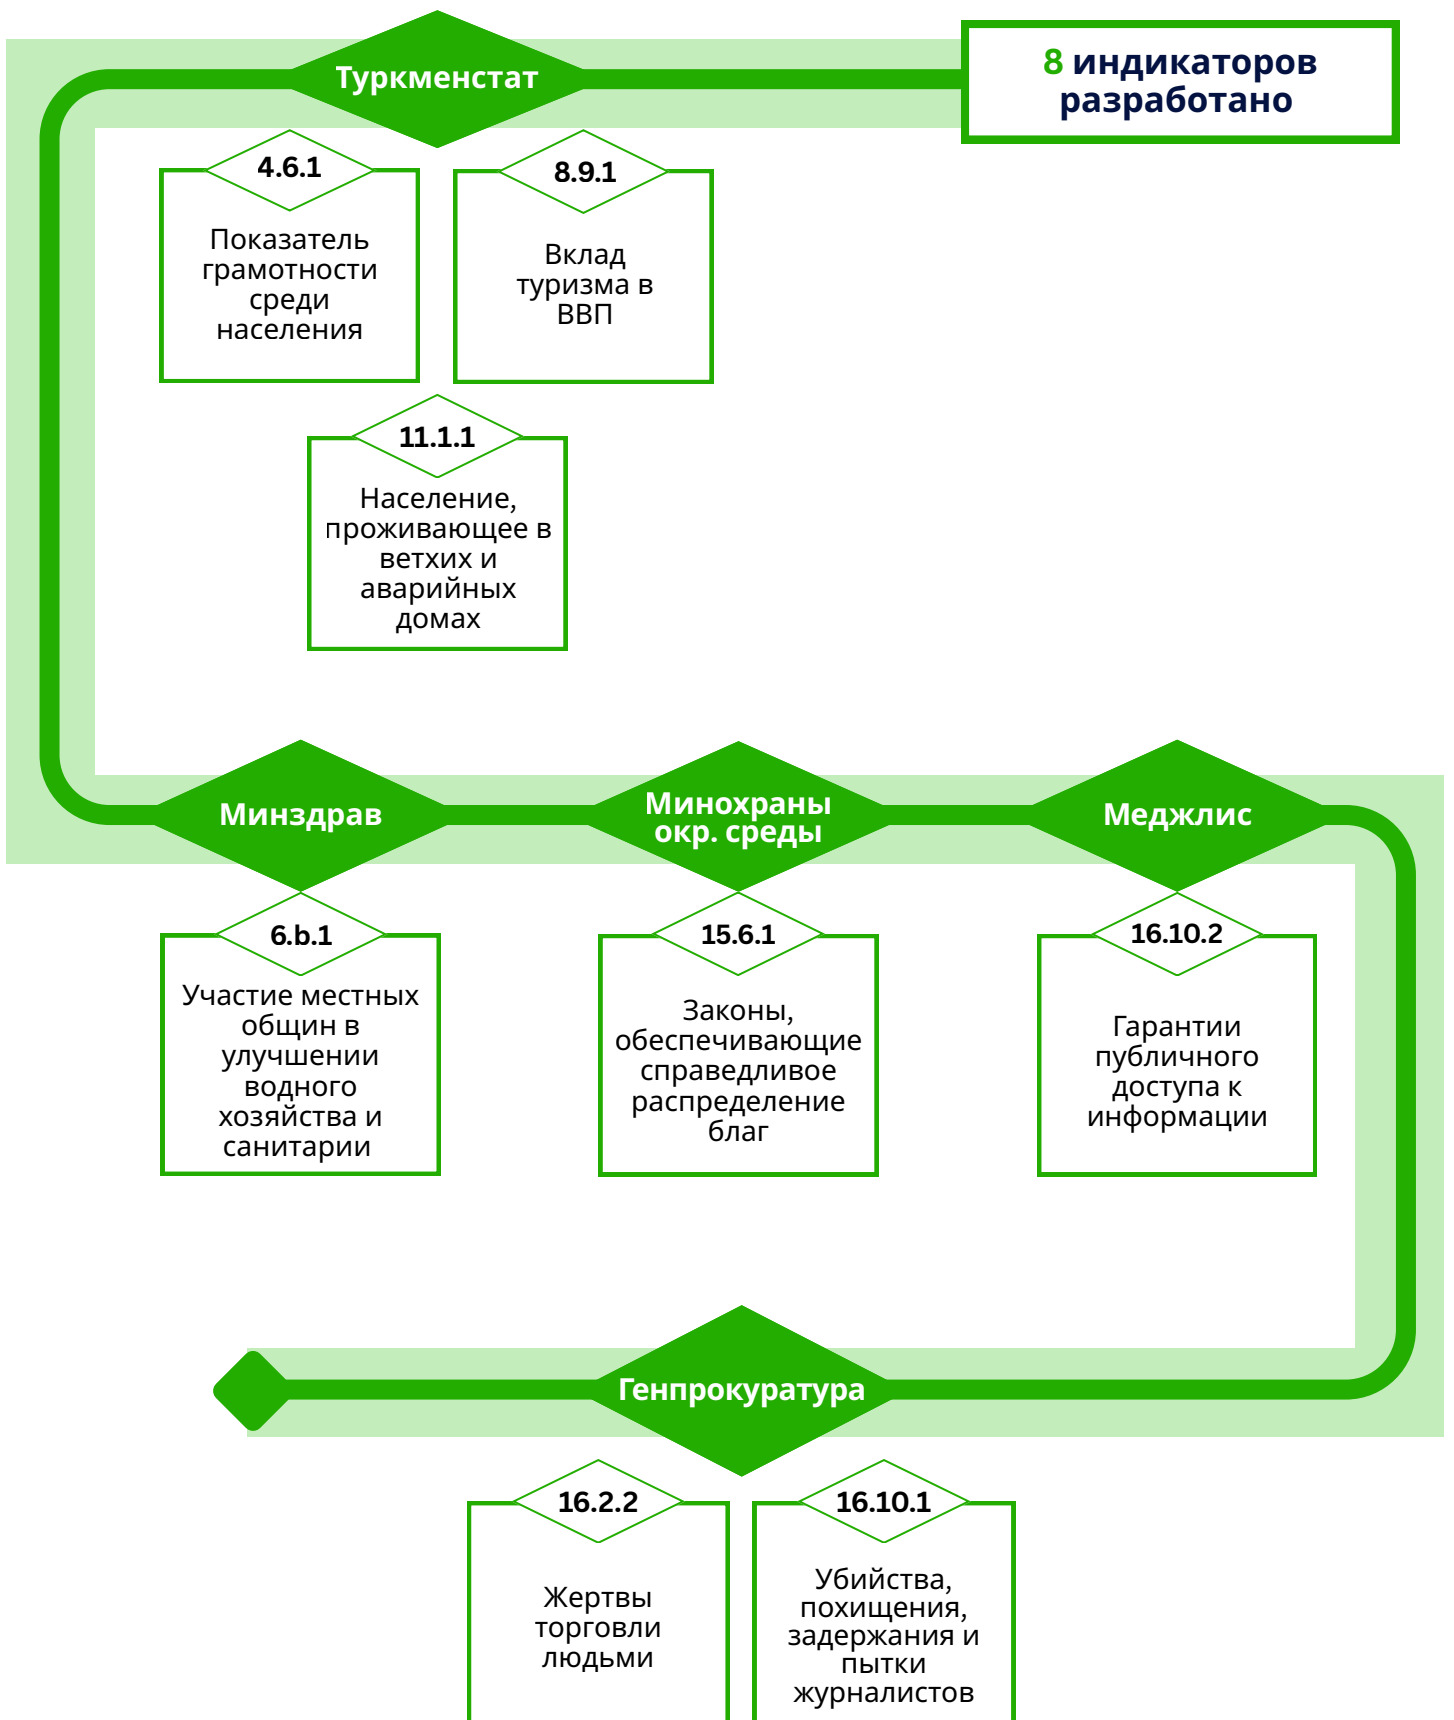 Туркменстат
8 индикаторов
разработано
4.6.1
Показатель
грамотности
среди
населения
8.9.1
Вклад
туризма в
ВВП
11.1.1
Население,
проживающее в
ветхих и
аварийных
домах
Минздрав
Минохраны
окр. среды
Меджлис
6.b.1
Участие местных
общин в
улучшении
водного
хозяйства и
санитарии
15.6.1
Законы,
обеспечивающие
справедливое
распределение
благ
16.10.2
Гарантии
публичного
доступа к
информации
Генпрокуратура
16.2.2
Жертвы
торговли
людьми
16.10.1
Убийства,
похищения,
задержания и
пытки
журналистов